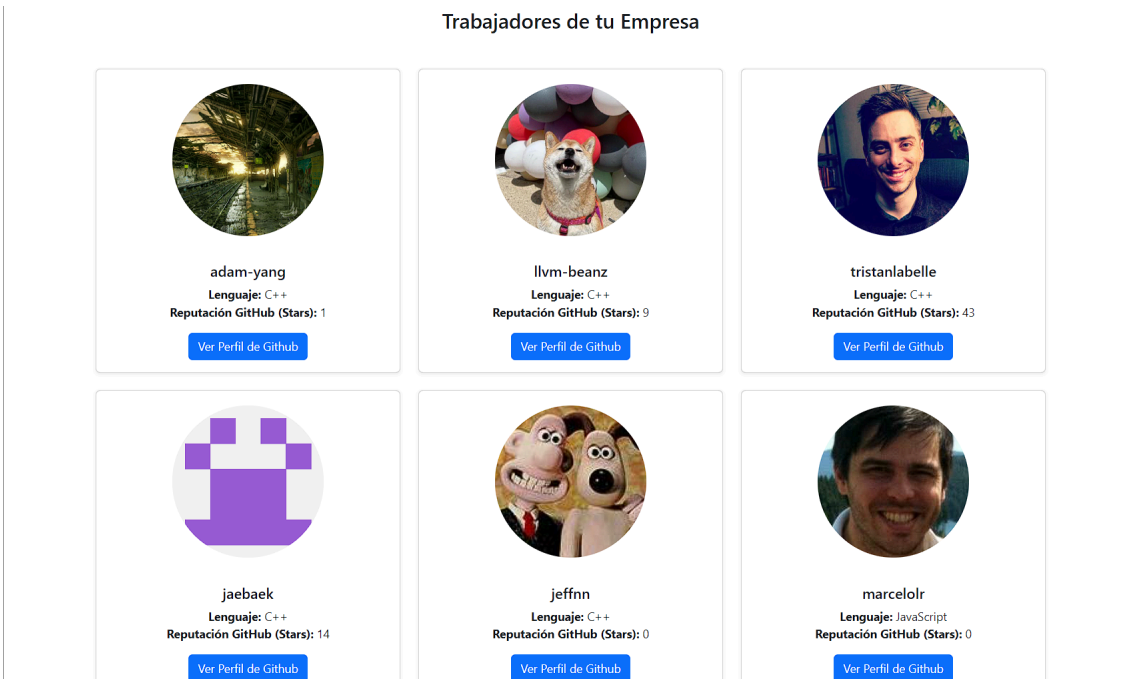 Trabajadores de tu Empresa
adam-yang
Lenguaje: C++
Reputación GitHub (Stars): 1
Ver Perfil de Github
llvm-beanz
Lenguaje: C++
Reputación GitHub (Stars): 9
Ver Perfil de Github
tristanlabelle
Lenguaje: C++
Reputación GitHub (Stars): 43
Ver Perfil de Github
jaebaek
Lenguaje: C++
Reputación GitHub (Stars): 14
Ver Perfil de Github
jeffnn
Lenguaje: C++
Reputación GitHub (Stars): 0
Ver Perfil de Github
marcelolr
Lenguaje: JavaScript
Reputación GitHub (Stars): 0
Ver Perfil de Github